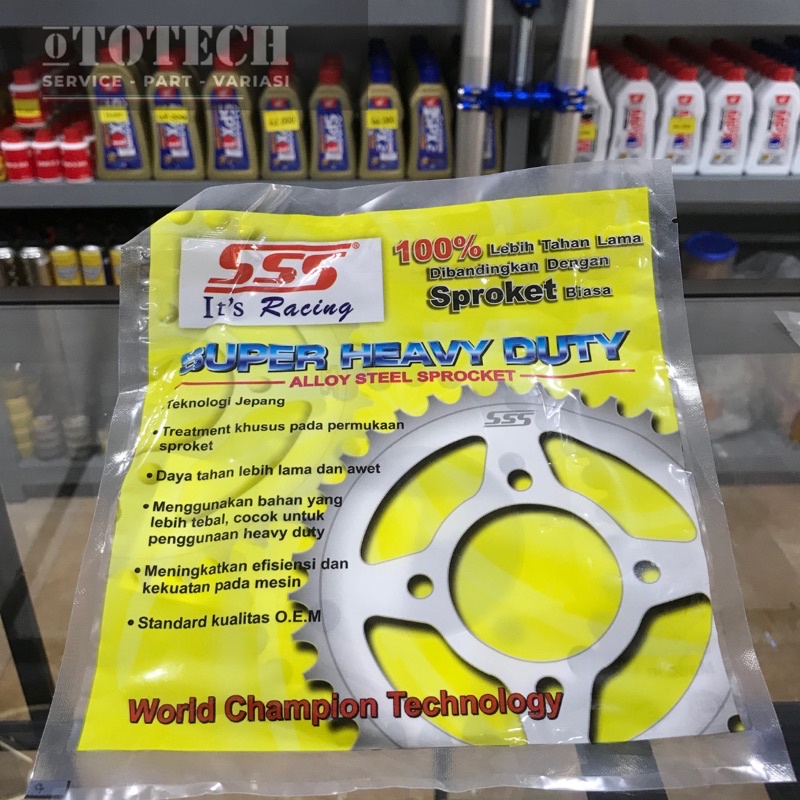 OTOTECH
SERVICE - PART - VARIASI
SSS®
It's Racing
100% Lebih Tahan Lama
Dibandingkan Dengan
Sproket Biasa
SUPER HEAVY DUTY
ALLOY STEEL SPROCKET
Teknologi Jepang
• Treatment khusus pada permukaan
sproket
• Daya tahan lebih lama dan awet
• Menggunakan bahan yang
lebih tebal, cocok untuk
penggunaan heavy duty
• Meningkatkan efisiensi dan
kekuatan pada mesin
• Standard kualitas O.E.M
SSS
World Champion Technology